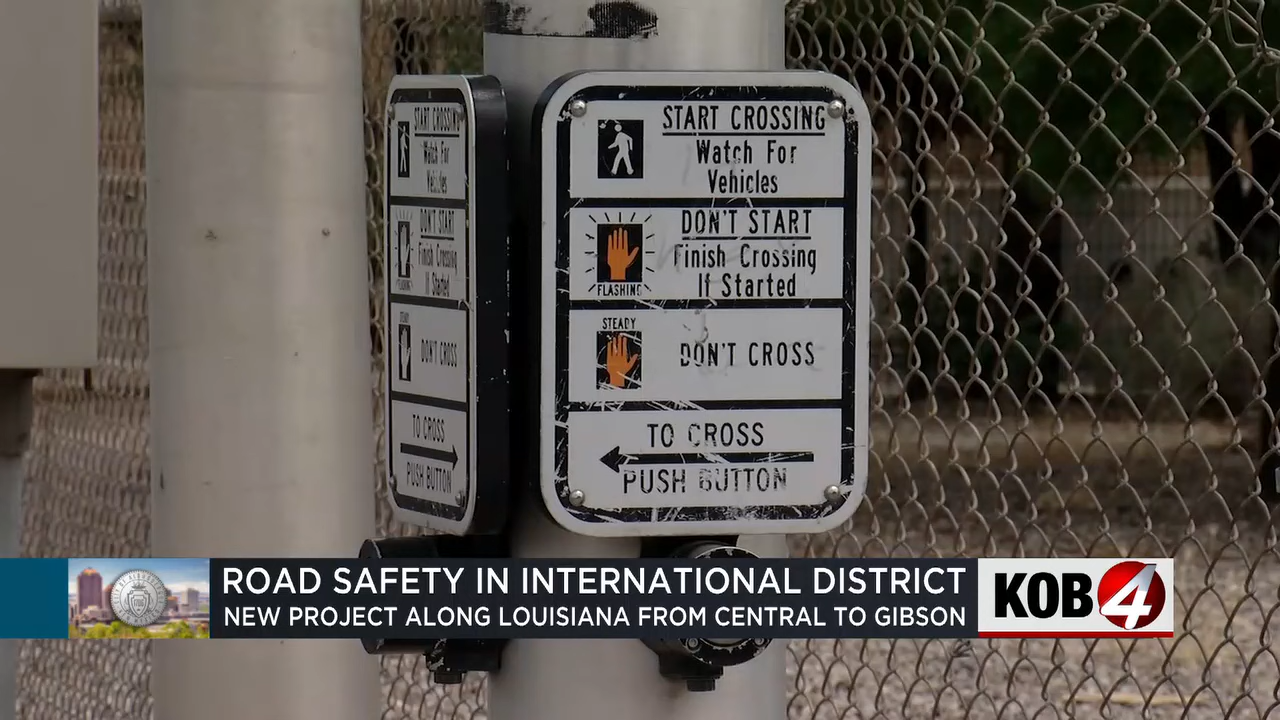 START CROSSING
Watch For
Vehicles
DON'T START
Finish Crossing
If Started
FLASHING
STEADY
DON'T CROSS
TO CROSS
PUSH BUTTON
START CROSSING
Watch For
Vehicles
DON'T START
Finish Crossing
If Started
FLASHING
STEADY
DON'T CROSS
TO CROSS
PUSH BUTTON
ROAD SAFETY IN INTERNATIONAL DISTRICT
NEW PROJECT ALONG LOUISIANA FROM CENTRAL TO GIBSON
KOB4